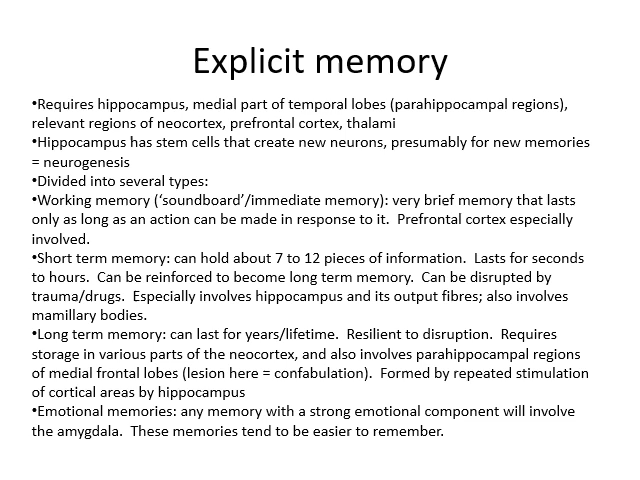 Explicit memory
•Requires hippocampus, medial part of temporal lobes (parahippocampal regions),
relevant regions of neocortex, prefrontal cortex, thalami
•Hippocampus has stem cells that create new neurons, presumably for new memories
= neurogenesis
•Divided into several types:
•Working memory (‘soundboard’/immediate memory): very brief memory that lasts
only as long as an action can be made in response to it.  Prefrontal cortex especially
involved.
•Short term memory: can hold about 7 to 12 pieces of information.  Lasts for seconds
to hours.  Can be reinforced to become long term memory.  Can be disrupted by
trauma/drugs.  Especially involves hippocampus and its output fibres; also involves
mamillary bodies.
•Long term memory: can last for years/lifetime.  Resilient to disruption.  Requires
storage in various parts of the neocortex, and also involves parahippocampal regions
of medial frontal lobes (lesion here = confabulation).  Formed by repeated stimulation
of cortical areas by hippocampus
•Emotional memories: any memory with a strong emotional component will involve
the amygdala.  These memories tend to be easier to remember.